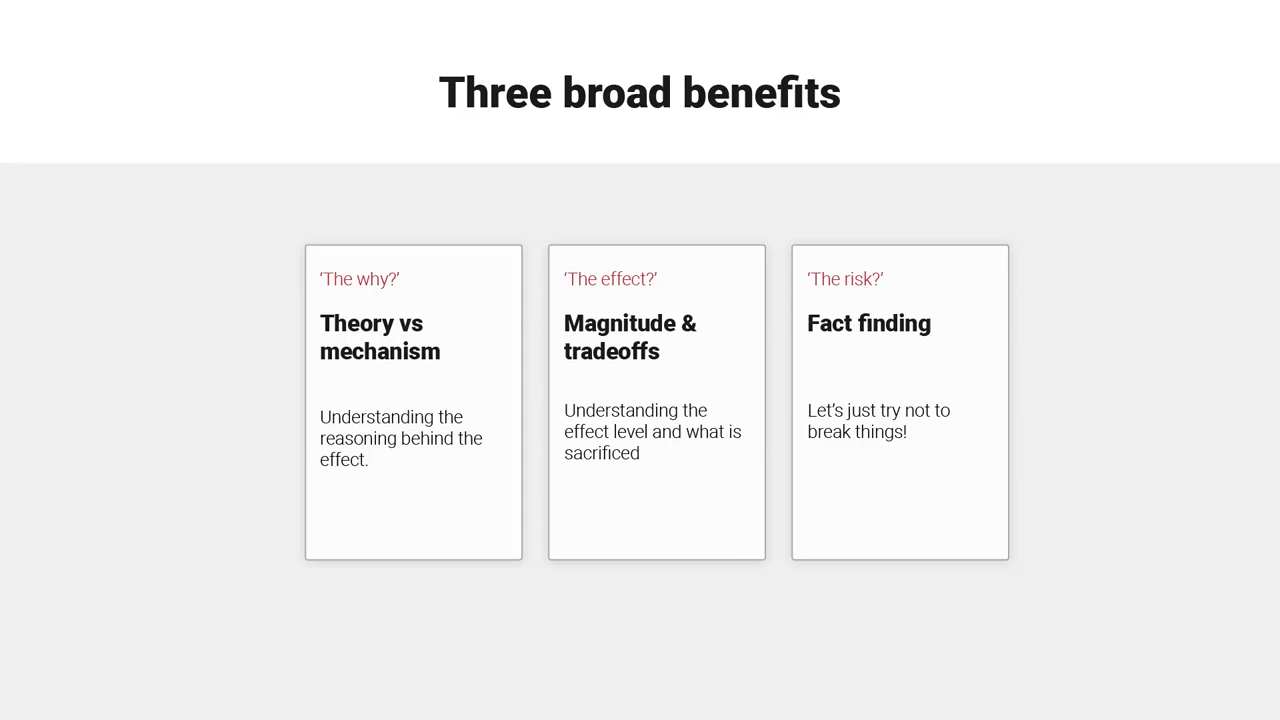 Three broad benefits
‘The why?’
Theory vs
mechanism
Understanding the
reasoning behind the
effect.
‘The effect?’
Magnitude &
tradeoffs
Understanding the
effect level and what is
sacrificed
‘The risk?’
Fact finding
Let’s just try not to
break things!